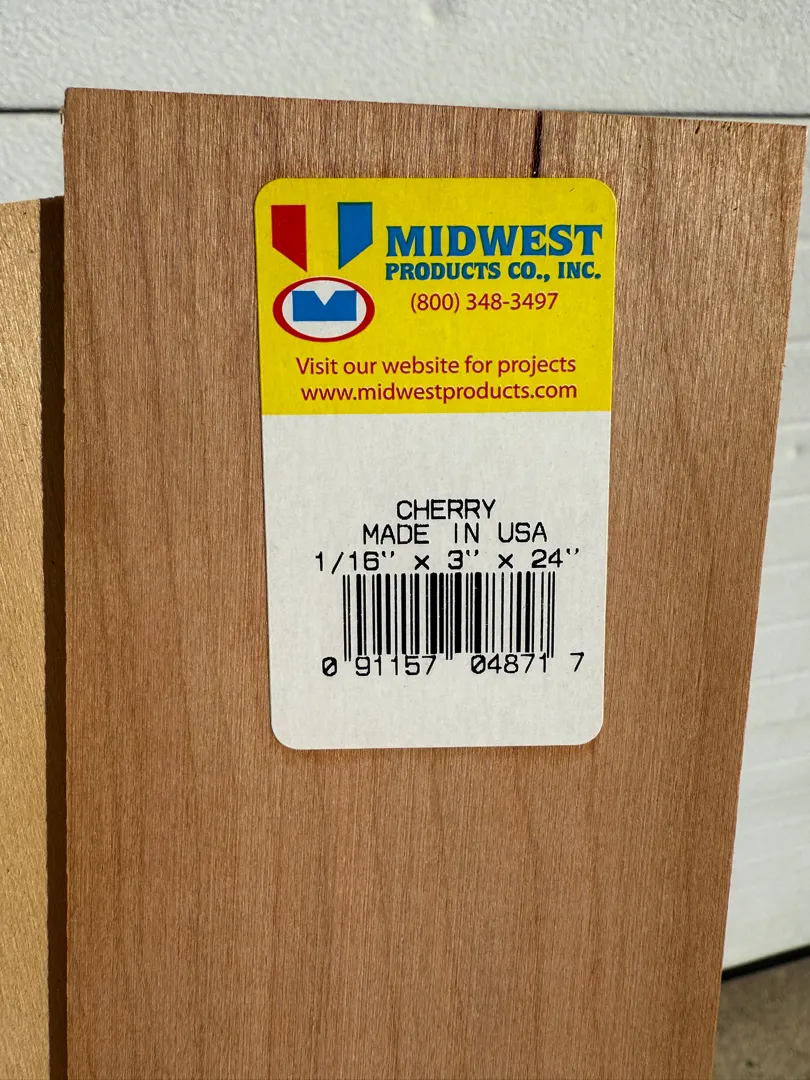 MIDWEST
PRODUCTS CO., INC.
(800) 348-3497
Visit our website for projects
www.midwestproducts.com
CHERRY
MADE IN USA
1/16" x 3" x 24"
0 91157 04871 7